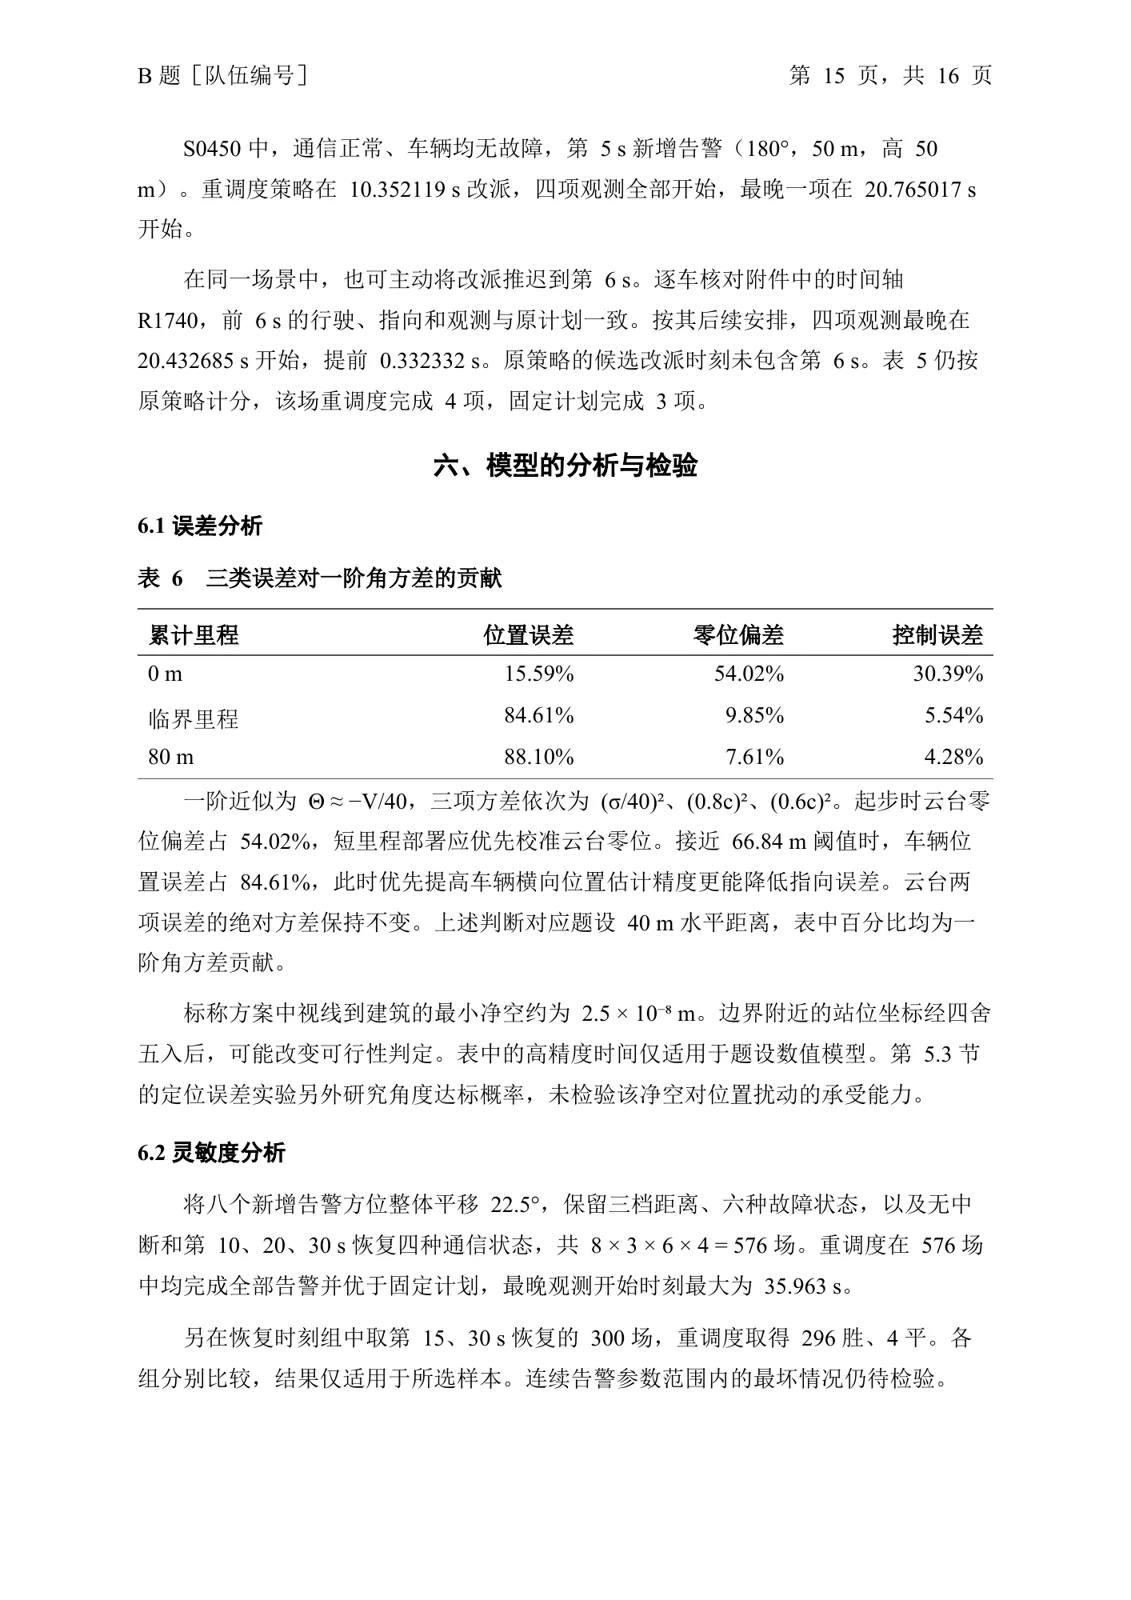 B 题［队伍编号］ 第 15 页，共 16 页
S0450 中，通信正常、车辆均无故障，第 5 s 新增告警（180°，50 m，高 50
m）。重调度策略在 10.352119 s 改派，四项观测全部开始，最晚一项在 20.765017 s
开始。
在同一场景中，也可主动将改派推迟到第 6 s。逐车核对附件中的时间轴
R1740，前 6 s 的行驶、指向和观测与原计划一致。按其后续安排，四项观测最晚在
20.432685 s 开始，提前 0.332332 s。原策略的候选改派时刻未包含第 6 s。表 5 仍按
原策略计分，该场重调度完成 4 项，固定计划完成 3 项。
六、模型的分析与检验
6.1 误差分析
表 6 三类误差对一阶角方差的贡献
累计里程 位置误差 零位偏差 控制误差
0 m 15.59% 54.02% 30.39%
临界里程 84.61% 9.85% 5.54%
80 m 88.10% 7.61% 4.28%
一阶近似为 Θ ≈ −V/40，三项方差依次为 (σ/40)²、(0.8c)²、(0.6c)²。起步时云台零
位偏差占 54.02%，短里程部署应优先校准云台零位。接近 66.84 m 阈值时，车辆位
置误差占 84.61%，此时优先提高车辆横向位置估计精度更能降低指向误差。云台两
项误差的绝对方差保持不变。上述判断对应题设 40 m 水平距离，表中百分比均为一
阶角方差贡献。
标称方案中视线到建筑的最小净空约为 2.5 × 10⁻⁸ m。边界附近的站位坐标经四舍
五入后，可能改变可行性判定。表中的高精度时间仅适用于题设数值模型。第 5.3 节
的定位误差实验另外研究角度达标概率，未检验该净空对位置扰动的承受能力。
6.2 灵敏度分析
将八个新增告警方位整体平移 22.5°，保留三档距离、六种故障状态，以及无中
断和第 10、20、30 s 恢复四种通信状态，共 8 × 3 × 6 × 4 = 576 场。重调度在 576 场
中均完成全部告警并优于固定计划，最晚观测开始时刻最大为 35.963 s。
另在恢复时刻组中取第 15、30 s 恢复的 300 场，重调度取得 296 胜、4 平。各
组分别比较，结果仅适用于所选样本。连续告警参数范围内的最坏情况仍待检验。